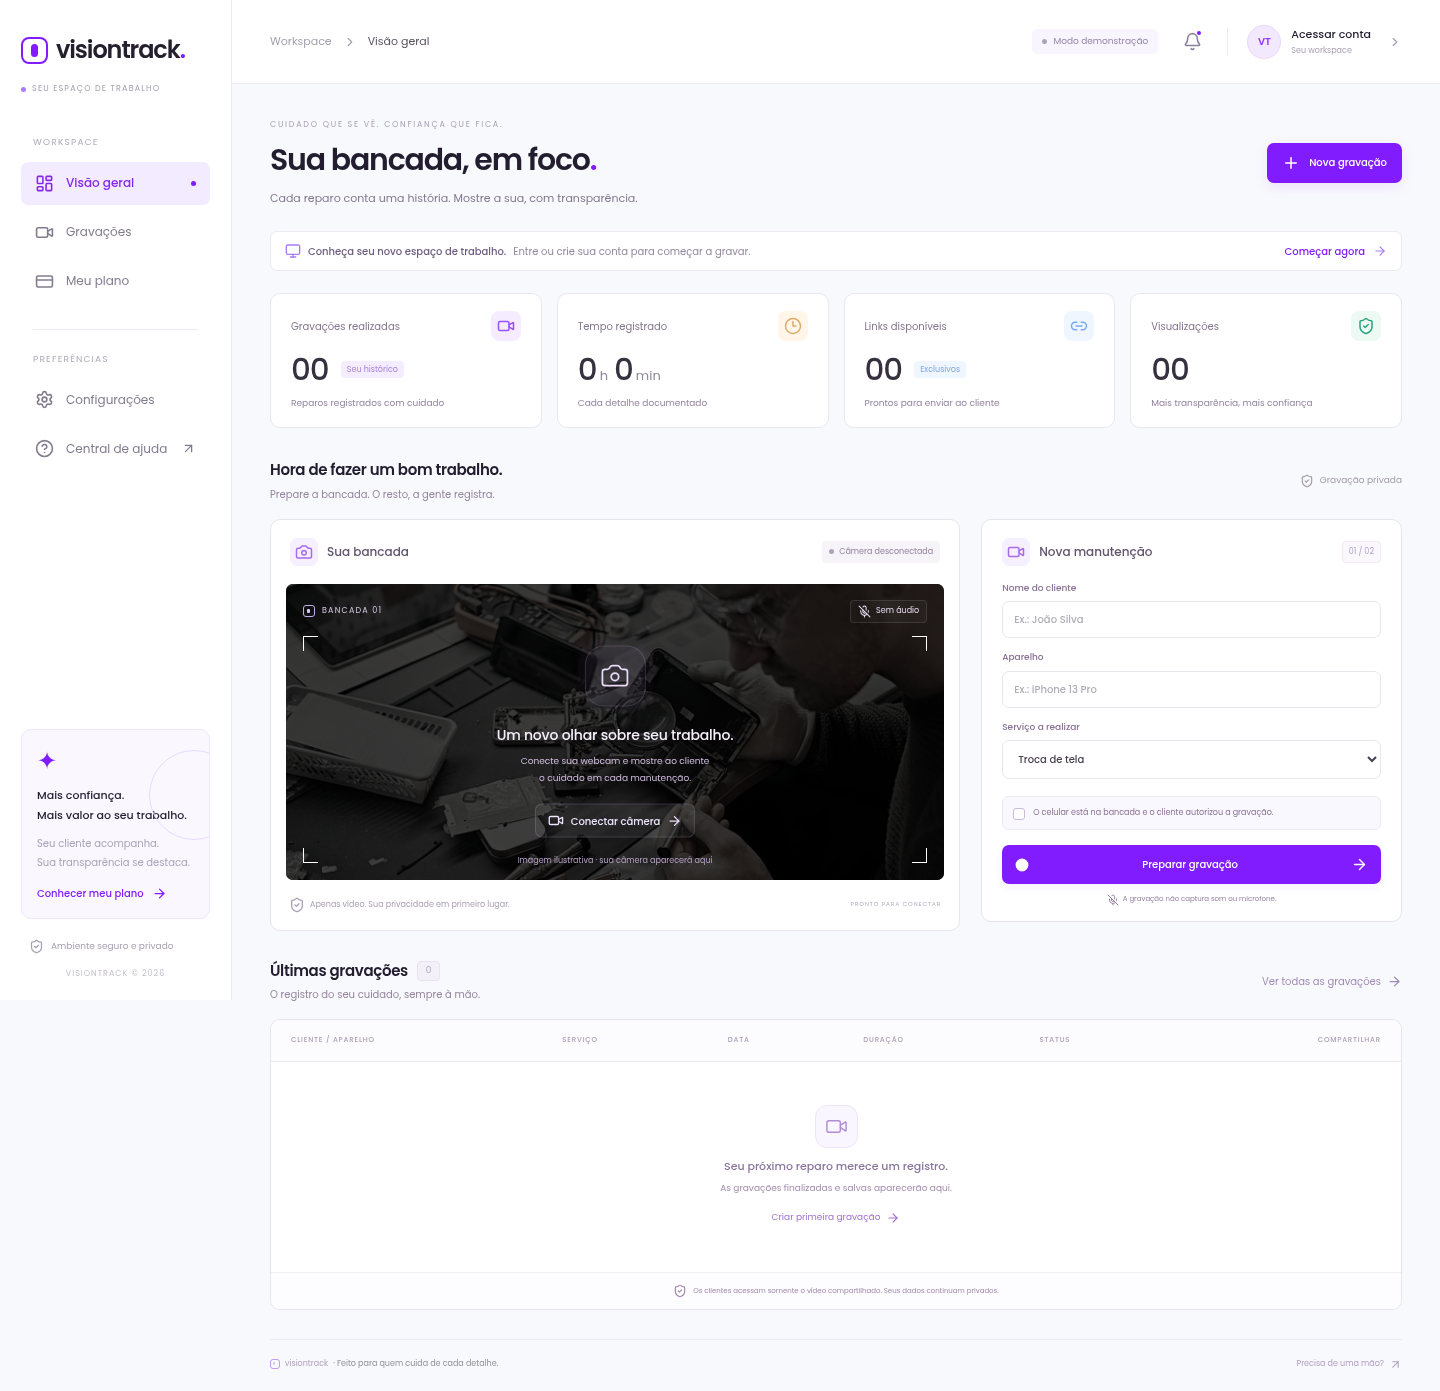 visiontrack.
SEU ESPAÇO DE TRABALHO
WORKSPACE
Visão geral
Gravações
Meu plano
PREFERÊNCIAS
Configurações
Central de ajuda
Mais confiança.
Mais valor ao seu trabalho.
Seu cliente acompanha.
Sua transparência se destaca.
Conhecer meu plano
Ambiente seguro e privado
VISIONTRACK © 2026
Workspace
Visão geral
Modo demonstração
VT
Acessar conta
Seu workspace
CUIDADO QUE SE VÊ. CONFIANÇA QUE FICA.
Sua bancada, em foco.
Cada reparo conta uma história. Mostre a sua, com transparência.
Nova gravação
Conheça seu novo espaço de trabalho. Entre ou crie sua conta para começar a gravar.
Começar agora
Gravações realizadas
00
Seu histórico
Reparos registrados com cuidado
Tempo registrado
0 h 0 min
Cada detalhe documentado
Links disponíveis
00
Exclusivos
Prontos para enviar ao cliente
Visualizações
00
Mais transparência, mais confiança
Hora de fazer um bom trabalho.
Prepare a bancada. O resto, a gente registra.
Gravação privada
Sua bancada
Câmera desconectada
BANCADA 01
Sem áudio
Um novo olhar sobre seu trabalho.
Conecte sua webcam e mostre ao cliente
o cuidado em cada manutenção.
Conectar câmera
Imagem ilustrativa · sua câmera aparecerá aqui
Apenas vídeo. Sua privacidade em primeiro lugar.
PRONTO PARA CONECTAR
Nova manutenção
01 / 02
Nome do cliente
Ex.: João Silva
Aparelho
Ex.: iPhone 13 Pro
Serviço a realizar
Troca de tela
O celular está na bancada e o cliente autorizou a gravação.
Preparar gravação
A gravação não captura som ou microfone.
Últimas gravações
0
O registro do seu cuidado, sempre à mão.
Ver todas as gravações
CLIENTE / APARELHO
SERVIÇO
DATA
DURAÇÃO
STATUS
COMPARTILHAR
Seu próximo reparo merece um registro.
As gravações finalizadas e salvas aparecerão aqui.
Criar primeira gravação
Os clientes acessam somente o vídeo compartilhado. Seus dados continuam privados.
visiontrack · Feito para quem cuida de cada detalhe.
Precisa de uma mão?